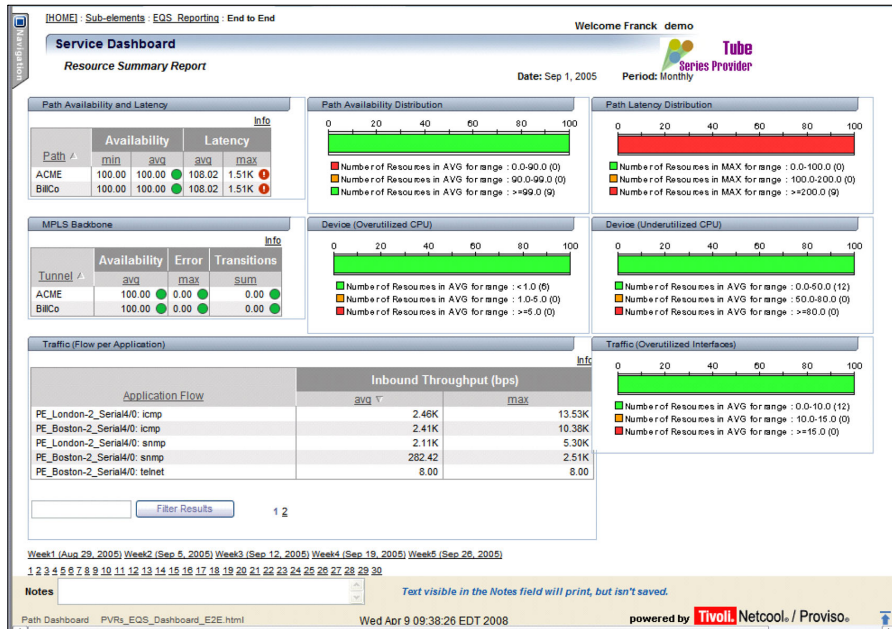 [HOME] : Sub-elements : EQS_Reporting : End to End
Welcome Franck demo
Navigation
Service Dashboard
Resource Summary Report
Tube
Series Provider
Date: Sep 1, 2005 Period: Monthly
Path Availability and Latency
Info
Availability Latency
Path min avg avg max
ACME 100.00 100.00 108.02 1.51K
BillCo 100.00 100.00 108.02 1.51K
Path Availability Distribution
0 20 40 60 80 100
Number of Resources in AVG for range : 0.0-90.0 (0)
Number of Resources in AVG for range : 90.0-99.0 (0)
Number of Resources in AVG for range : >=99.0 (9)
Path Latency Distribution
0 20 40 60 80 100
Number of Resources in MAX for range : 0.0-100.0 (0)
Number of Resources in MAX for range : 100.0-200.0 (0)
Number of Resources in MAX for range : >=200.0 (9)
MPLS Backbone
Info
Availability Error Transitions
Tunnel avg max sum
ACME 100.00 0.00 0.00
BillCo 100.00 0.00 0.00
Device (Overutilized CPU)
0 20 40 60 80 100
Number of Resources in AVG for range : <1.0 (6)
Number of Resources in AVG for range : 1.0-5.0 (0)
Number of Resources in AVG for range : >=5.0 (0)
Device (Underutilized CPU)
0 20 40 60 80 100
Number of Resources in AVG for range : 0.0-50.0 (12)
Number of Resources in AVG for range : 50.0-80.0 (0)
Number of Resources in AVG for range : >=80.0 (0)
Traffic (Flow per Application)
Info
Inbound Throughput (bps)
Application Flow avg max
PE_London-2_Serial4/0: icmp 2.46K 13.53K
PE_Boston-2_Serial4/0: icmp 2.41K 10.38K
PE_London-2_Serial4/0: snmp 2.11K 5.30K
PE_Boston-2_Serial4/0: snmp 282.42 2.51K
PE_Boston-2_Serial4/0: telnet 8.00 8.00
Filter Results 1 2
Traffic (Overutilized Interfaces)
0 20 40 60 80 100
Number of Resources in AVG for range : 0.0-10.0 (12)
Number of Resources in AVG for range : 10.0-15.0 (0)
Number of Resources in AVG for range : >=15.0 (0)
Week1 (Aug 29, 2005) Week2 (Sep 5, 2005) Week3 (Sep 12, 2005) Week4 (Sep 19, 2005) Week5 (Sep 26, 2005)
1 2 3 4 5 6 7 8 9 10 11 12 13 14 15 16 17 18 19 20 21 22 23 24 25 26 27 28 29 30
Notes
Text visible in the Notes field will print, but isn't saved.
Path Dashboard PVRs_EQS_Dashboard_E2E.html
Wed Apr 9 09:38:26 EDT 2008
powered by Tivoli. Netcool® / Proviso®